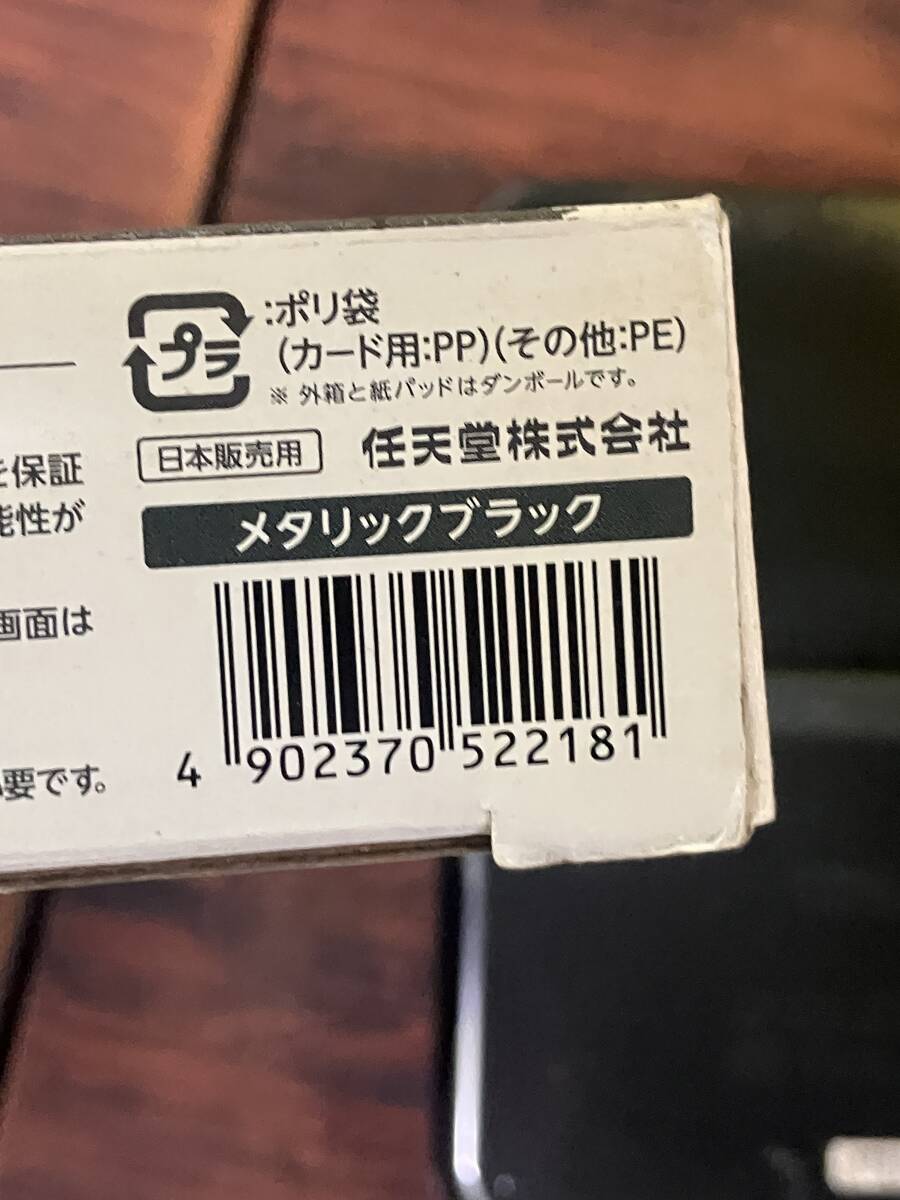 プラ
:ポリ袋
(カード用:PP)(その他:PE)
※ 外箱と紙パッドはダンボールです。
日本販売用 任天堂株式会社
メタリックブラック
4 902370 522181
保証
能性が
画面は
要です。